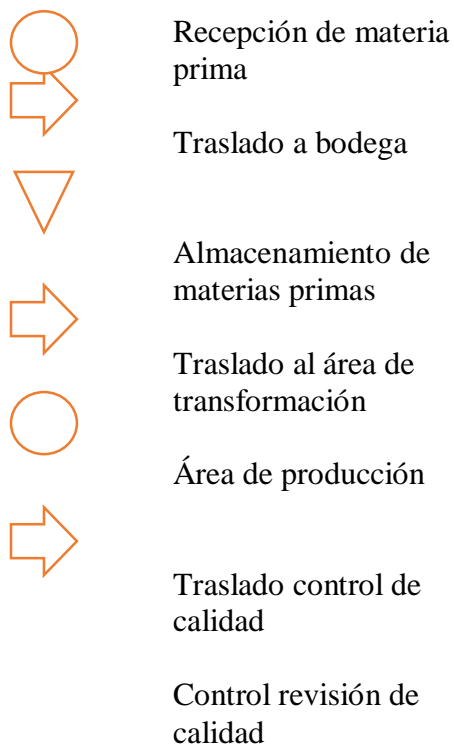 Recepción de materia
prima
Traslado a bodega
Almacenamiento de
materias primas
Traslado al área de
transformación
Área de producción
Traslado control de
calidad
Control revisión de
calidad